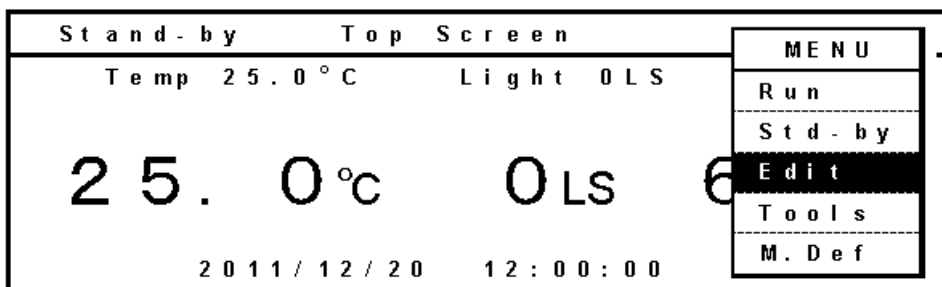 Stand-by Top Screen
Temp 25.0°C Light 0LS
25.0°C 0LS 6
2011/12/20 12:00:00
MENU
Run
Std-by
Edit
Tools
M.Def